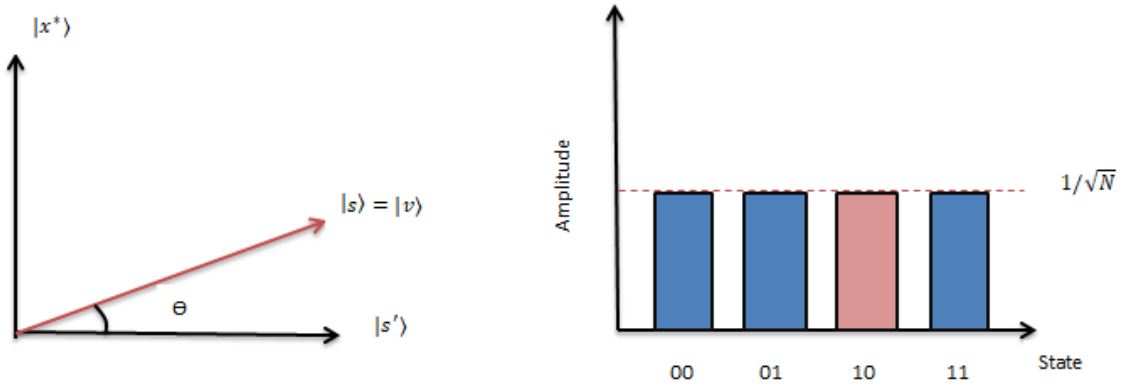 |x*⟩
|s⟩ = |v⟩
Θ
|s'⟩
Amplitude
1/√N
00 01 10 11
State